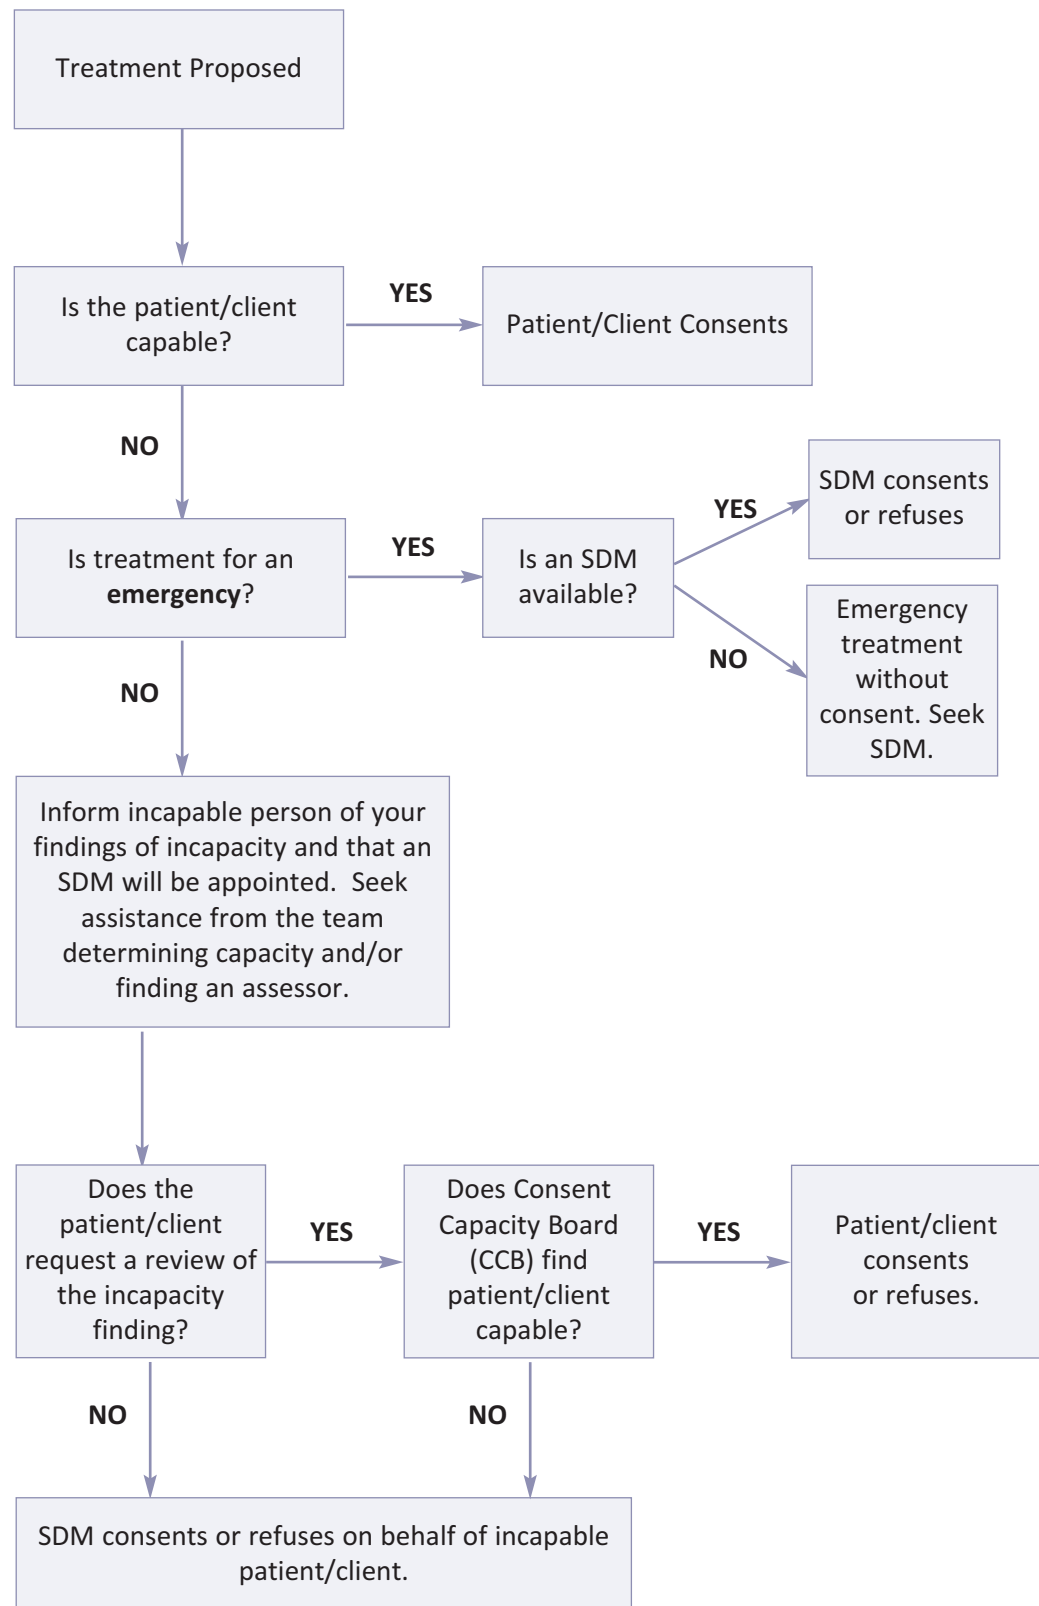 Treatment Proposed
Is the patient/client
capable?
YES
Patient/Client Consents
NO
Is treatment for an
emergency?
YES
Is an SDM
available?
YES
SDM consents
or refuses
NO
Emergency
treatment
without
consent. Seek
SDM.
NO
Inform incapable person of your
findings of incapacity and that an
SDM will be appointed.  Seek
assistance from the team
determining capacity and/or
finding an assessor.
Does the
patient/client
request a review of
the incapacity
finding?
YES
Does Consent
Capacity Board
(CCB) find
patient/client
capable?
YES
Patient/client
consents
or refuses.
NO
NO
SDM consents or refuses on behalf of incapable
patient/client.